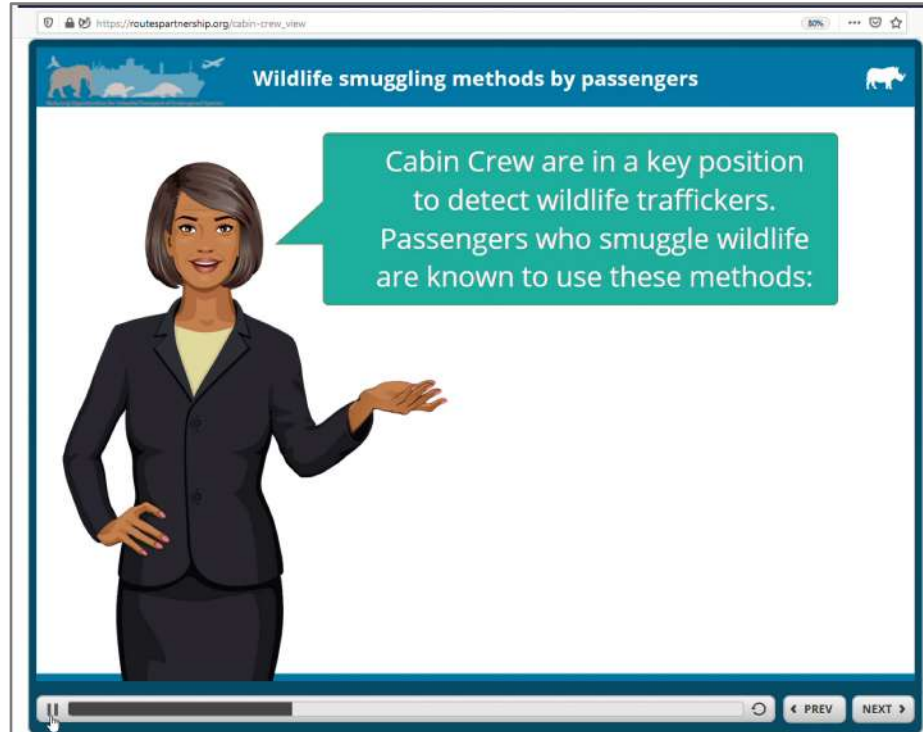 https://routespartnership.org/cabin-crew_view
80%
Wildlife smuggling methods by passengers
Cabin Crew are in a key position
to detect wildlife traffickers.
Passengers who smuggle wildlife
are known to use these methods:
PREV
NEXT